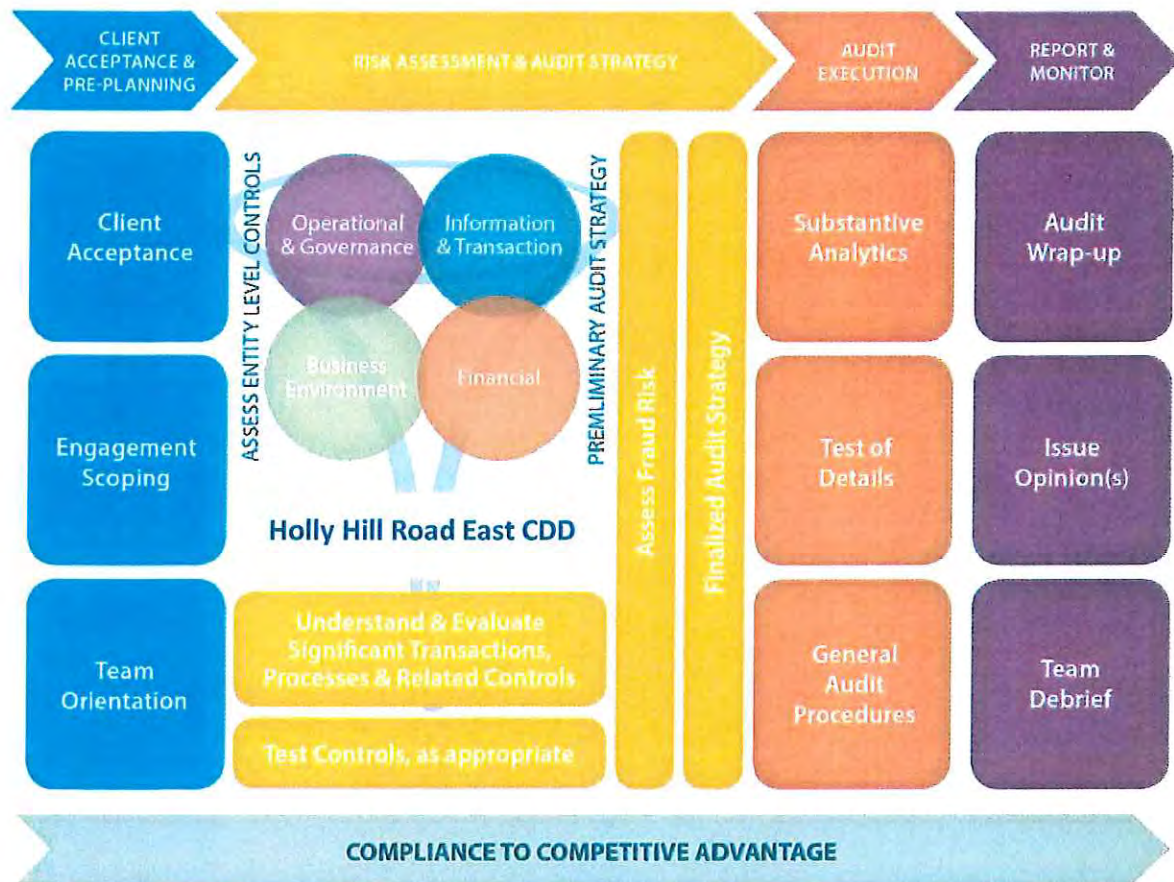 CLIENT
ACCEPTANCE &
PRE-PLANNING
RISK ASSESSMENT & AUDIT STRATEGY
AUDIT
EXECUTION
REPORT &
MONITOR
Client
Acceptance
Engagement
Scoping
Team
Orientation
ASSESS ENTITY LEVEL CONTROLS
Operational
& Governance
Information
& Transaction
Business
Environment
Financial
PREMLIMINARY AUDIT STRATEGY
Holly Hill Road East CDD
Understand & Evaluate
Significant Transactions,
Processes & Related Controls
Test Controls, as appropriate
Assess Fraud Risk
Finalized Audit Strategy
Substantive
Analytics
Test of
Details
General
Audit
Procedures
Audit
Wrap-up
Issue
Opinion(s)
Team
Debrief
COMPLIANCE TO COMPETITIVE ADVANTAGE